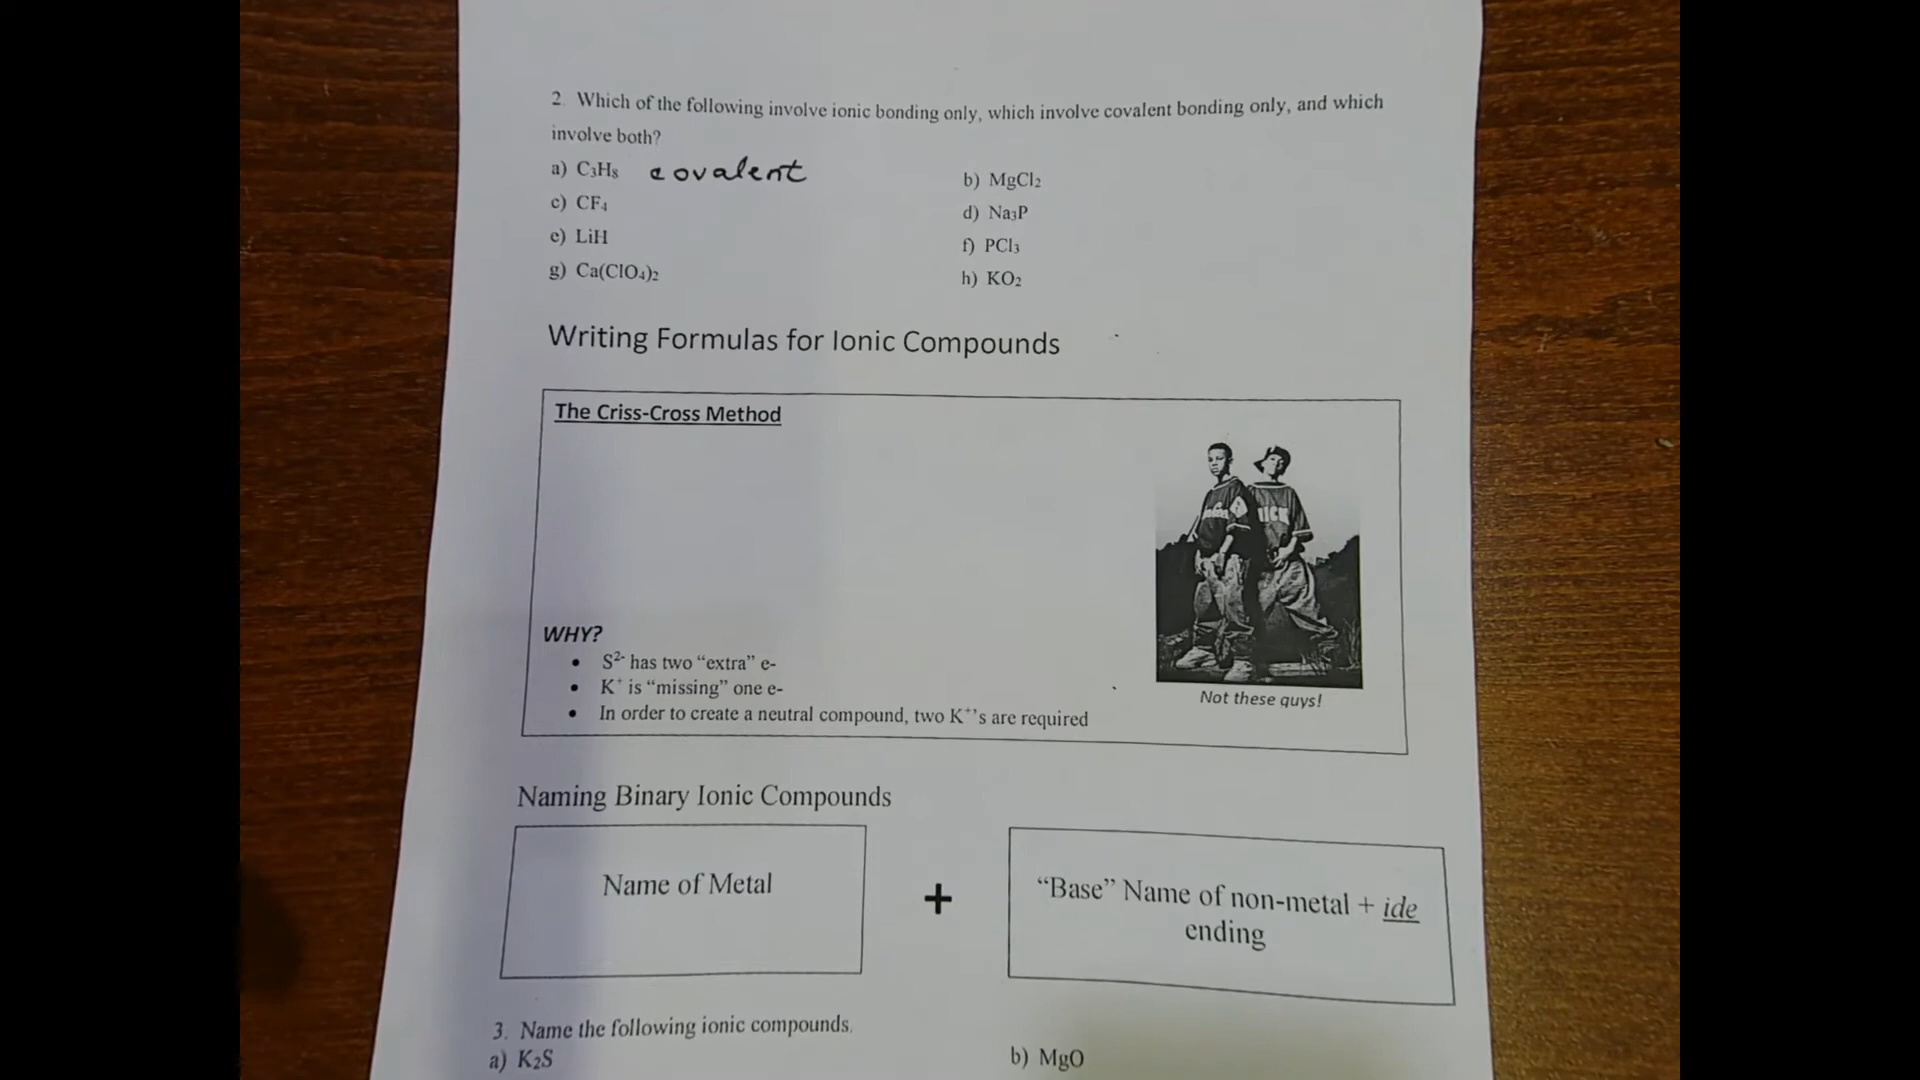 2. Which of the following involve ionic bonding only, which involve covalent bonding only, and which
involve both?
a) C₃H₈ covalent
b) MgCl₂
c) CF₄
d) Na₃P
e) LiH
f) PCl₃
g) Ca(ClO₄)₂
h) KO₂
Writing Formulas for Ionic Compounds
The Criss-Cross Method
WHY?
• S²⁻ has two “extra” e-
• K⁺ is “missing” one e-
• In order to create a neutral compound, two K⁺’s are required
Not these guys!
Naming Binary Ionic Compounds
Name of Metal
+
“Base” Name of non-metal + ide
ending
3. Name the following ionic compounds.
a) K₂S
b) MgO